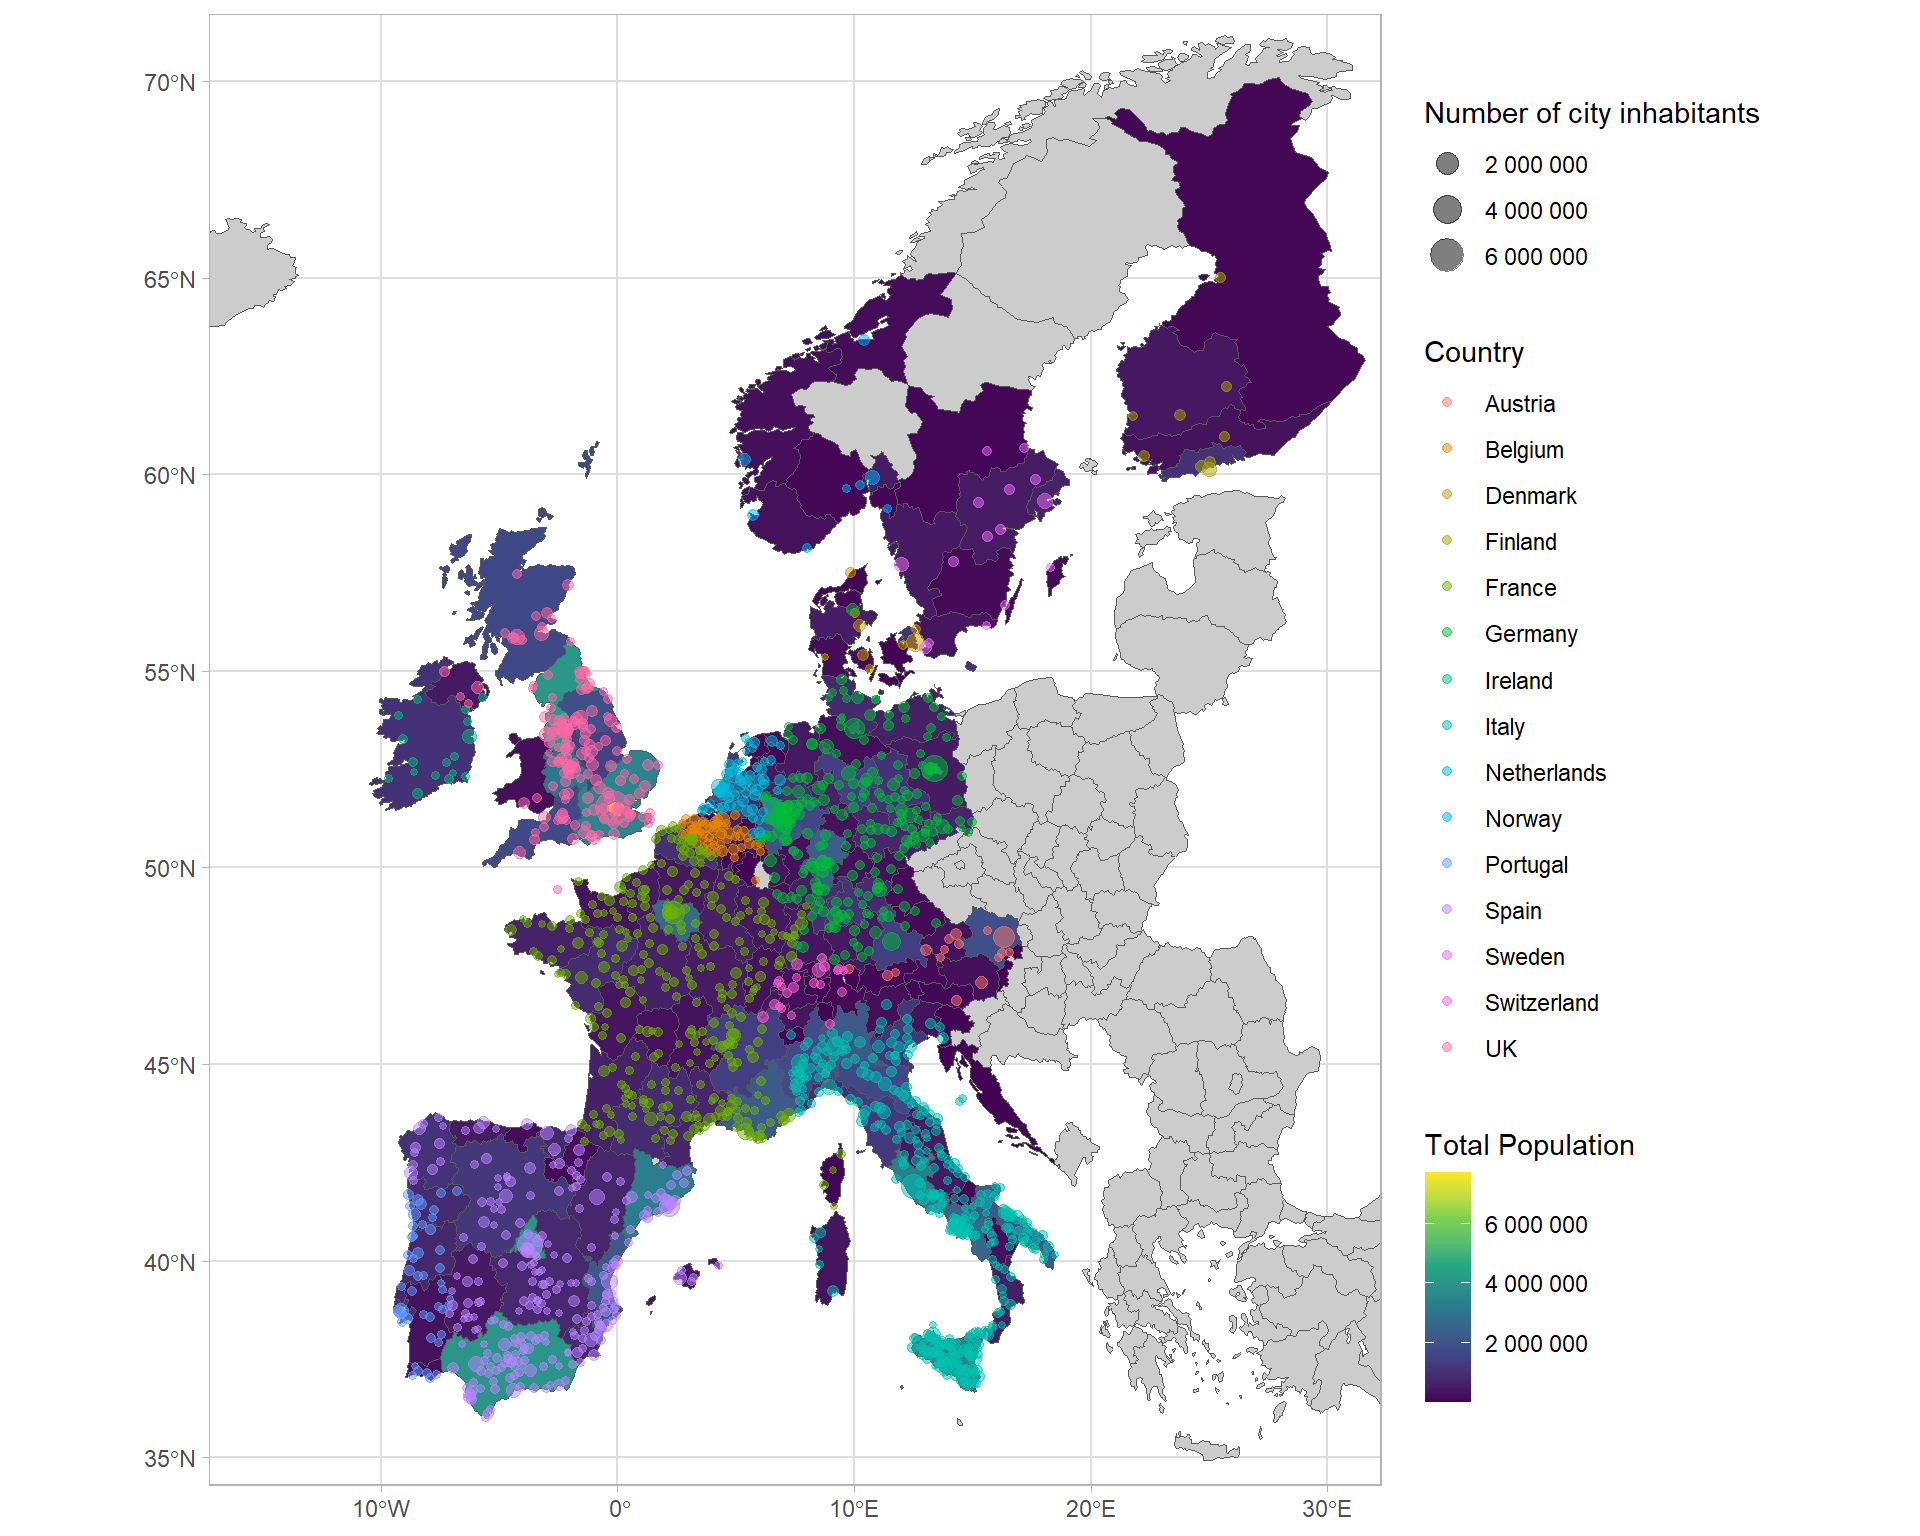 70°N
65°N
60°N
55°N
50°N
45°N
40°N
35°N
10°W
0°
10°E
20°E
30°E
Number of city inhabitants
2 000 000
4 000 000
6 000 000
Country
Austria
Belgium
Denmark
Finland
France
Germany
Ireland
Italy
Netherlands
Norway
Portugal
Spain
Sweden
Switzerland
UK
Total Population
6 000 000
4 000 000
2 000 000